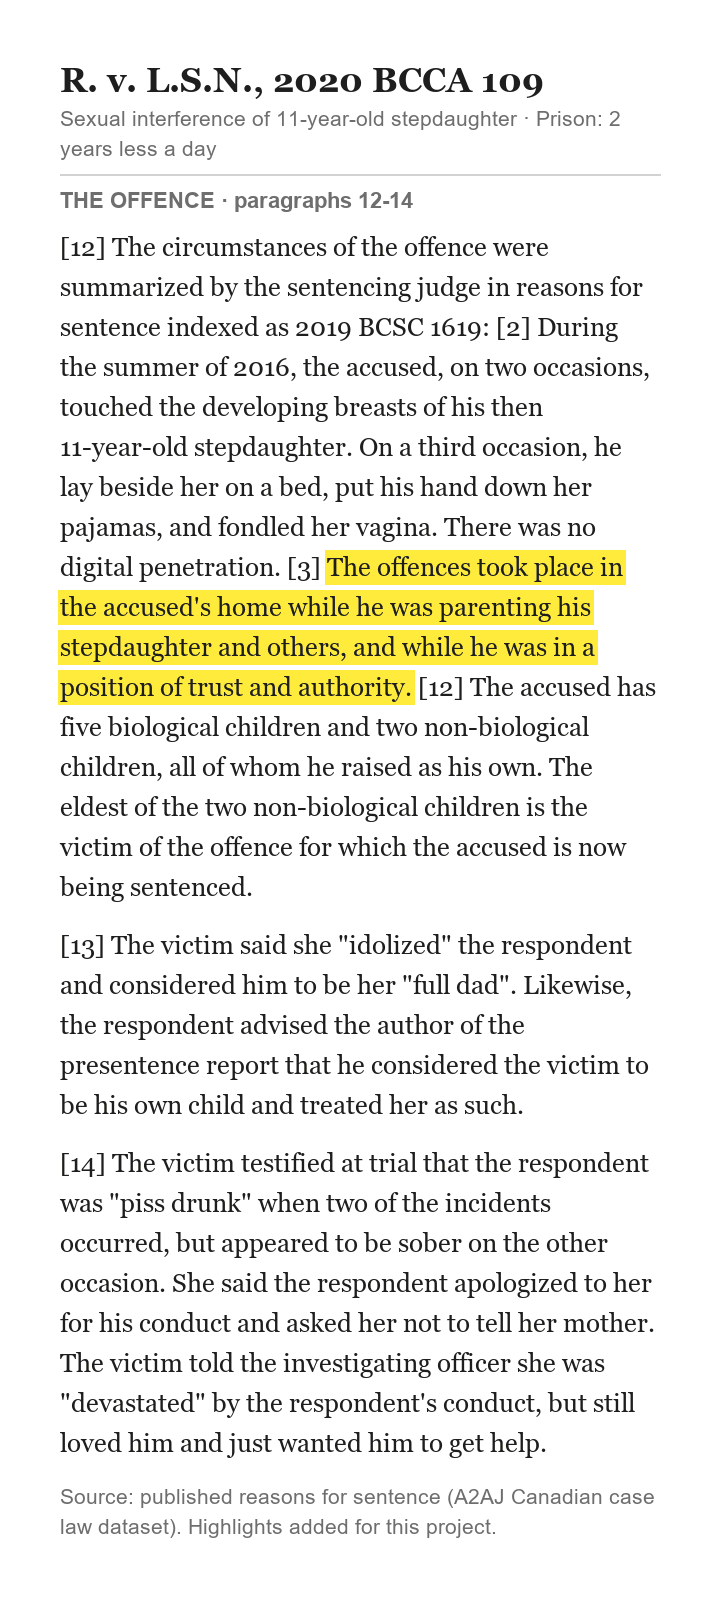 R. v. L.S.N., 2020 BCCA 109
Sexual interference of 11-year-old stepdaughter · Prison: 2
years less a day
THE OFFENCE · paragraphs 12-14
[12] The circumstances of the offence were
summarized by the sentencing judge in reasons for
sentence indexed as 2019 BCSC 1619: [2] During
the summer of 2016, the accused, on two occasions,
touched the developing breasts of his then
11-year-old stepdaughter. On a third occasion, he
lay beside her on a bed, put his hand down her
pajamas, and fondled her vagina. There was no
digital penetration. [3] The offences took place in
the accused's home while he was parenting his
stepdaughter and others, and while he was in a
position of trust and authority. [12] The accused has
five biological children and two non-biological
children, all of whom he raised as his own. The
eldest of the two non-biological children is the
victim of the offence for which the accused is now
being sentenced.
[13] The victim said she "idolized" the respondent
and considered him to be her "full dad". Likewise,
the respondent advised the author of the
presentence report that he considered the victim to
be his own child and treated her as such.
[14] The victim testified at trial that the respondent
was "piss drunk" when two of the incidents
occurred, but appeared to be sober on the other
occasion. She said the respondent apologized to her
for his conduct and asked her not to tell her mother.
The victim told the investigating officer she was
"devastated" by the respondent's conduct, but still
loved him and just wanted him to get help.
Source: published reasons for sentence (A2AJ Canadian case
law dataset). Highlights added for this project.